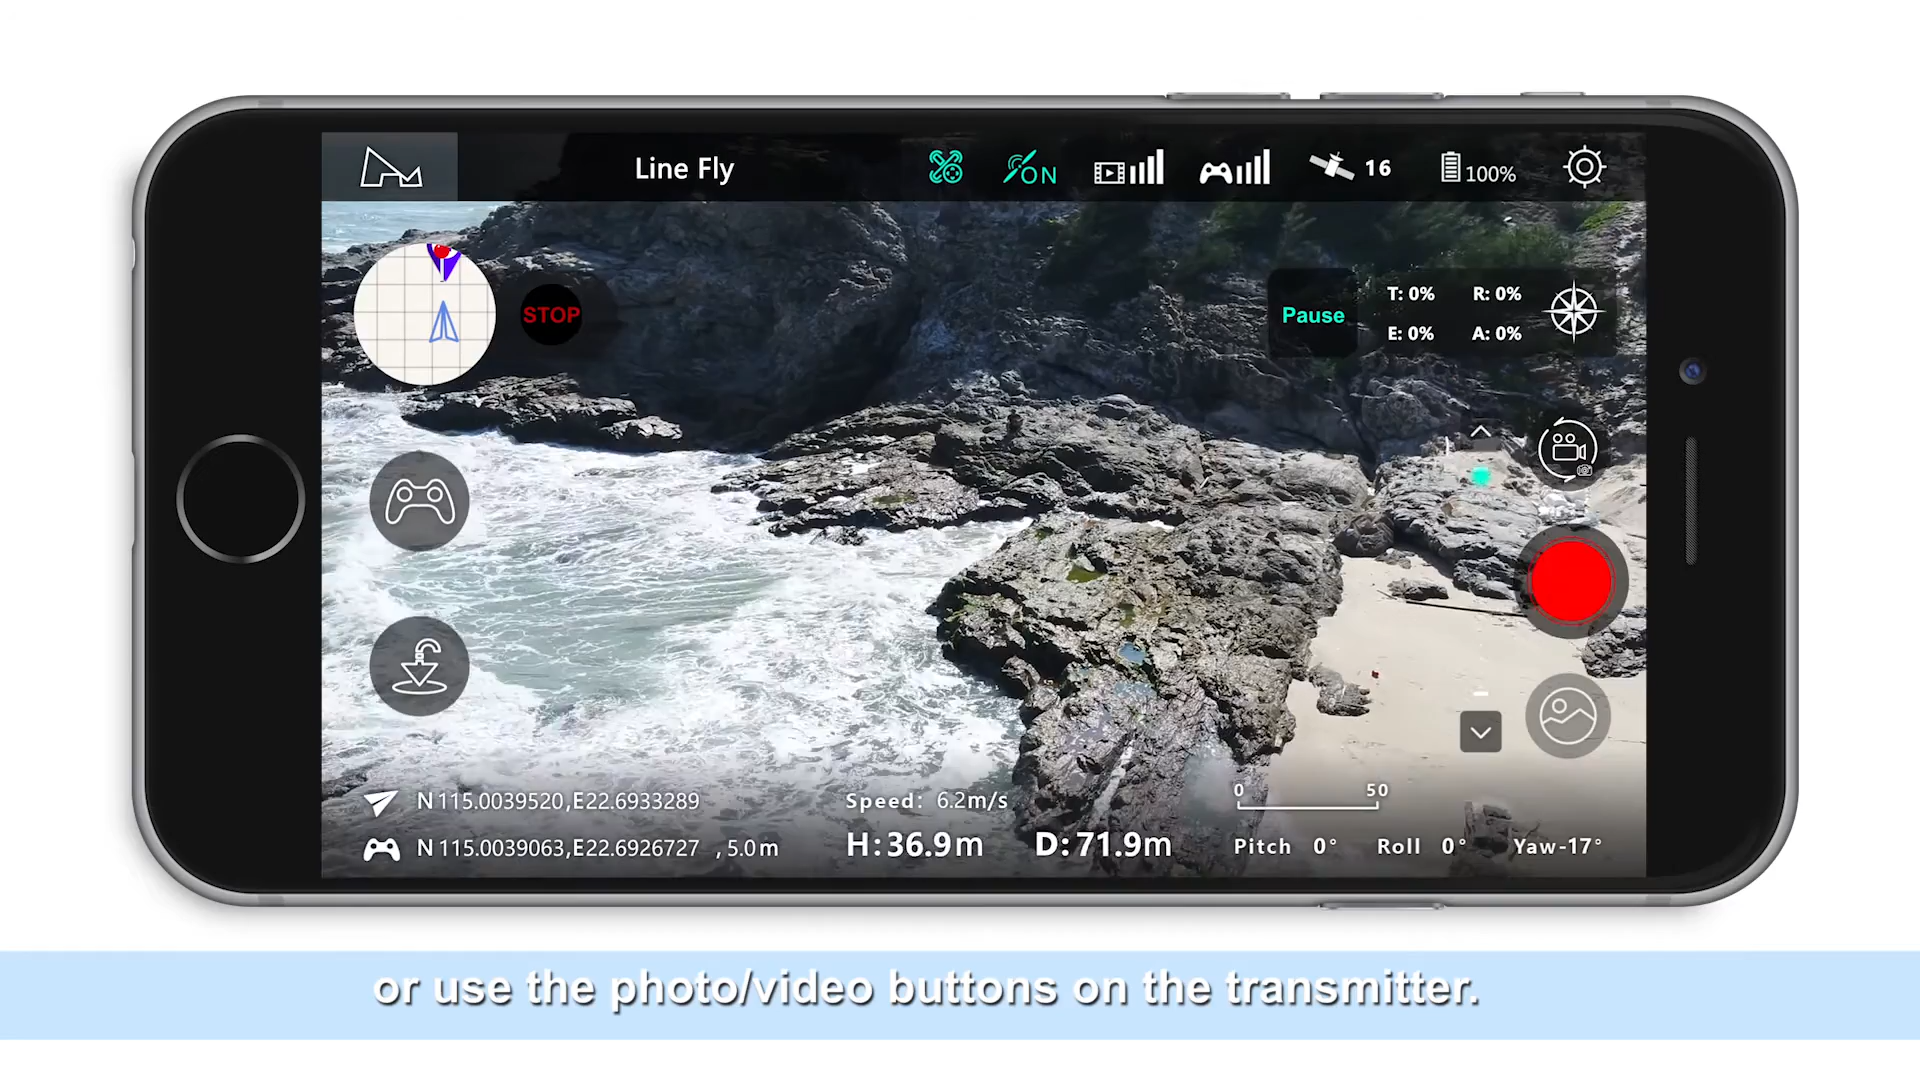 Line Fly
ON
16
100%
STOP
Pause
T: 0% R: 0%
E: 0% A: 0%
N 115.0039520,E22.6933289
Speed: 6.2m/s
0 50
N 115.0039063,E22.6926727 , 5.0m
H:36.9m D:71.9m
Pitch 0° Roll 0° Yaw-17°
or use the photo/video buttons on the transmitter.